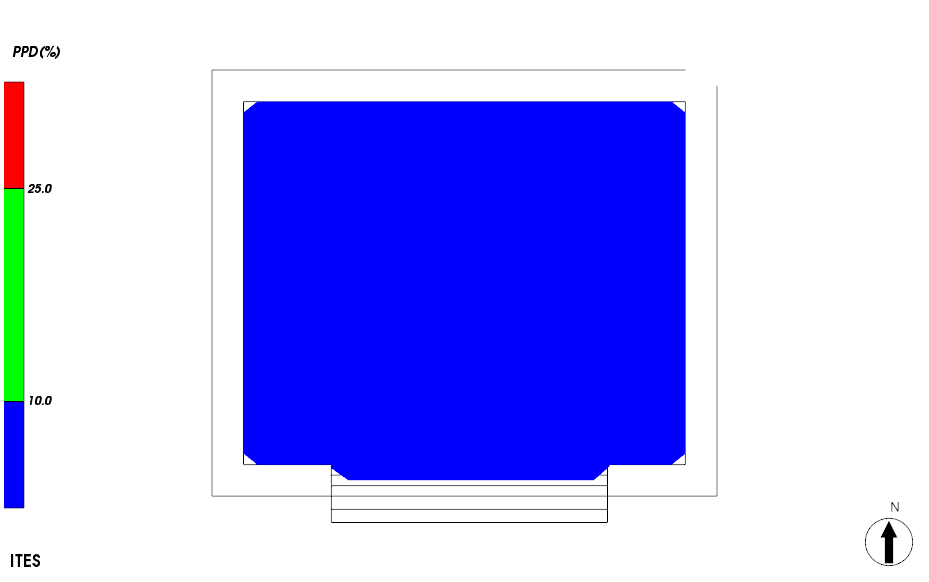 PPD(%)
25.0
10.0
N
ITES